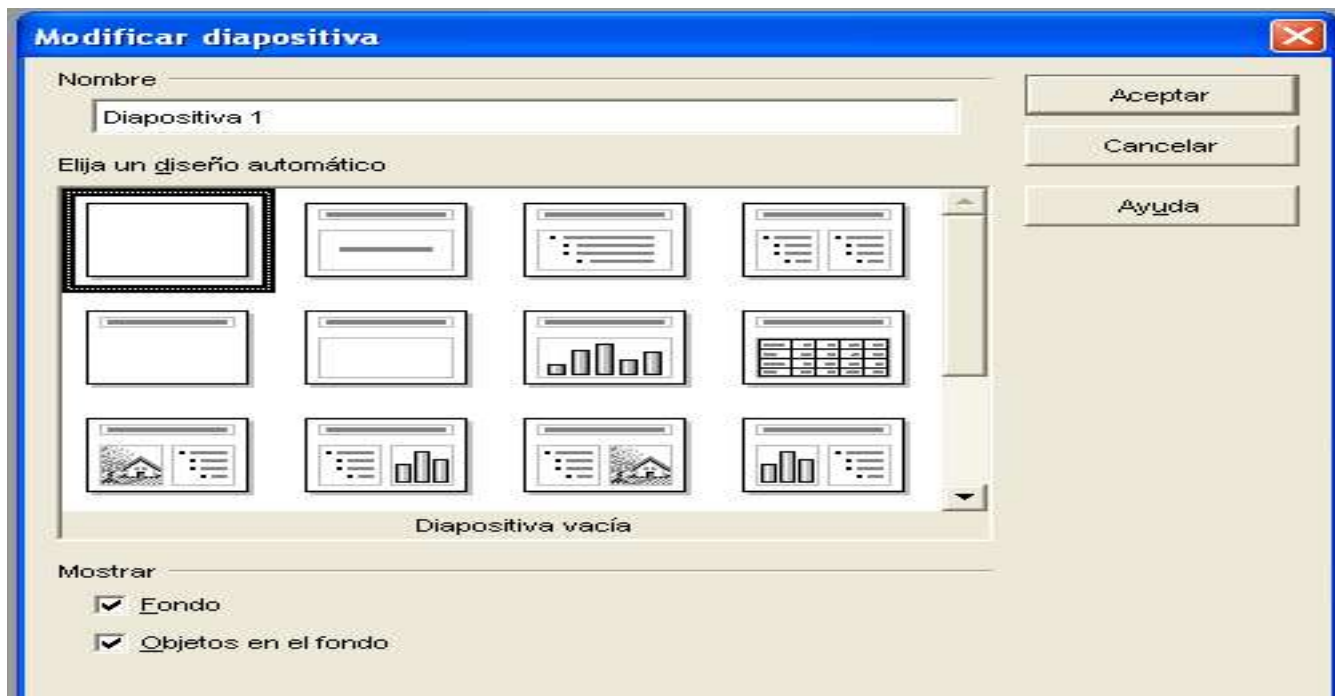 Modificar diapositiva
Nombre
Diapositiva 1
Elija un diseño automático
Diapositiva vacía
Mostrar
Fondo
Objetos en el fondo
Aceptar
Cancelar
Ayuda